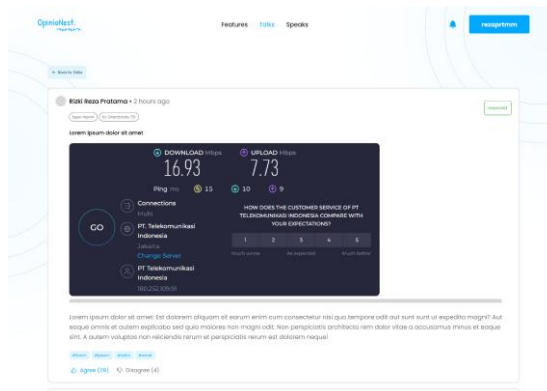 OpinioNest.
Features Talks Speaks
rezaprtmm
Rizki Reza Pratama • 2 hours ago
Lorem ipsum dolor sit amet
DOWNLOAD Mbps UPLOAD Mbps
16.93 7.73
Ping ms 15 10 9
GO
Connections
Multi
PT. Telekomunikasi
Indonesia
Jakarta
Change Server
PT Telekomunikasi
Indonesia
HOW DOES THE CUSTOMER SERVICE OF PT
TELEKOMUNIKASI INDONESIA COMPARE WITH
YOUR EXPECTATIONS?
1 2 3 4 5
Much worse As expected Much better
Lorem ipsum dolor sit amet. Est dolorem aliquam sit earum enim cum consectetur nisi quo tempore odit aut sunt sunt ut expedita magni? Aut
eaque omnis et autem explicabo sed quia maiores non magni odit. Non perspiciatis architecto rem dolor vitae a accusamus minus et eaque
sint. A autem voluptas non reiciendis rerum et perspiciatis rerum est dolorem neque!
Agree (119) Disagree (4)